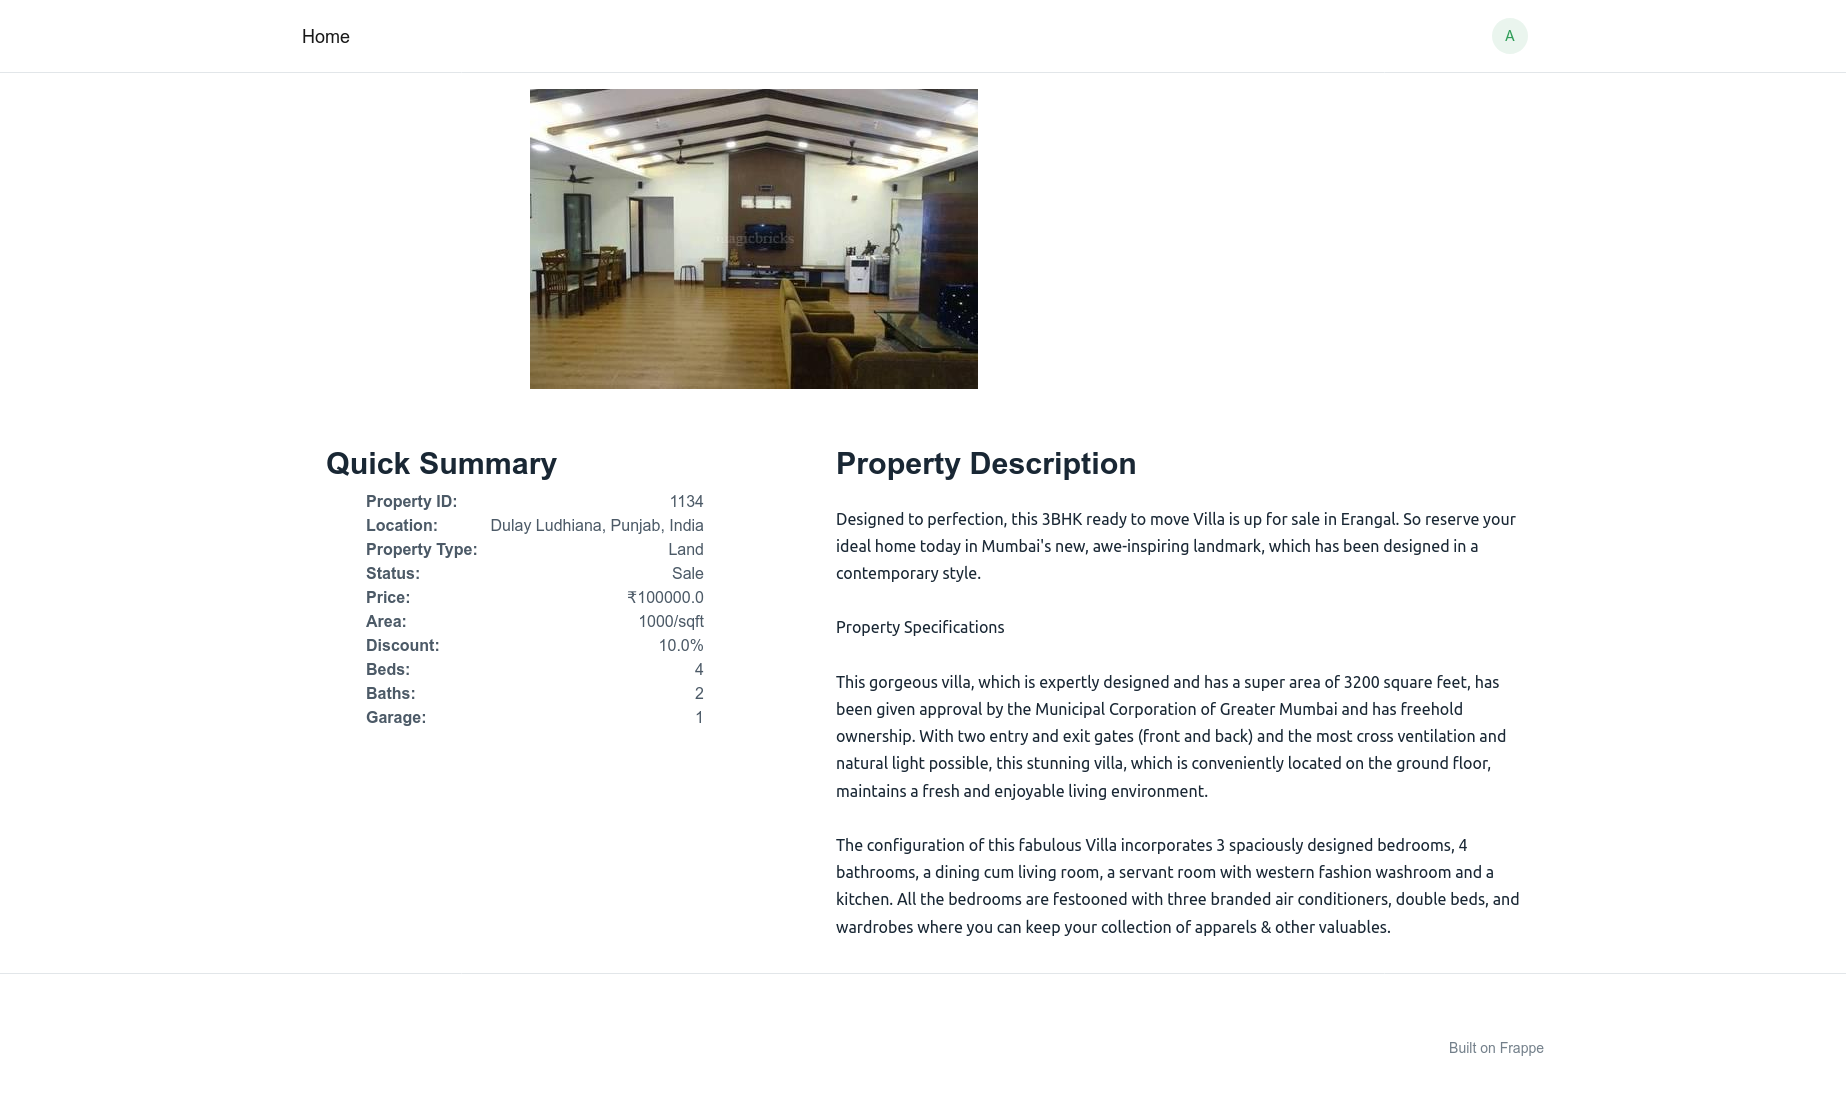 Home
A
magicbricks
Quick Summary
Property ID: 1134
Location: Dulay Ludhiana, Punjab, India
Property Type: Land
Status: Sale
Price: ₹100000.0
Area: 1000/sqft
Discount: 10.0%
Beds: 4
Baths: 2
Garage: 1
Property Description
Designed to perfection, this 3BHK ready to move Villa is up for sale in Erangal. So reserve your
ideal home today in Mumbai's new, awe-inspiring landmark, which has been designed in a
contemporary style.
Property Specifications
This gorgeous villa, which is expertly designed and has a super area of 3200 square feet, has
been given approval by the Municipal Corporation of Greater Mumbai and has freehold
ownership. With two entry and exit gates (front and back) and the most cross ventilation and
natural light possible, this stunning villa, which is conveniently located on the ground floor,
maintains a fresh and enjoyable living environment.
The configuration of this fabulous Villa incorporates 3 spaciously designed bedrooms, 4
bathrooms, a dining cum living room, a servant room with western fashion washroom and a
kitchen. All the bedrooms are festooned with three branded air conditioners, double beds, and
wardrobes where you can keep your collection of apparels & other valuables.
Built on Frappe